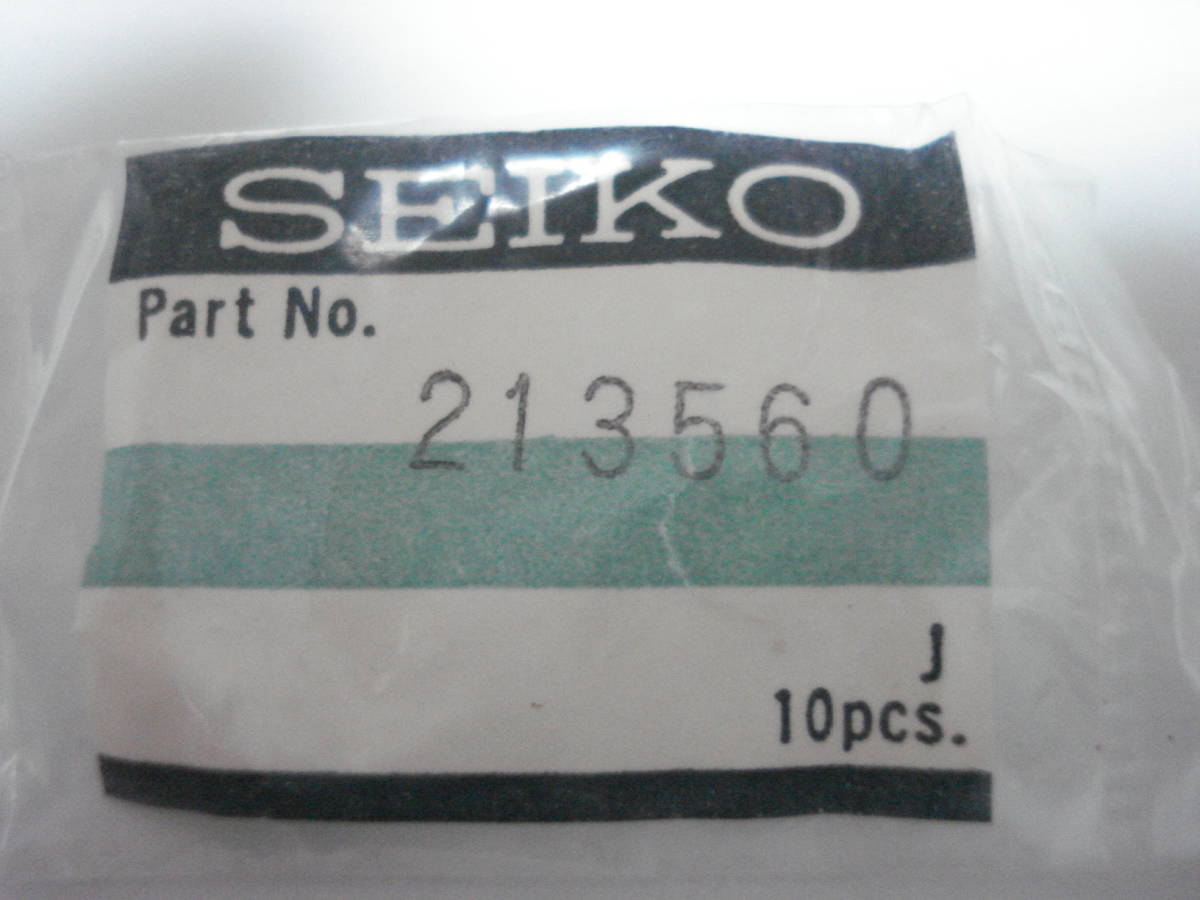 SEIKO
Part No.
213560
J
10pcs.